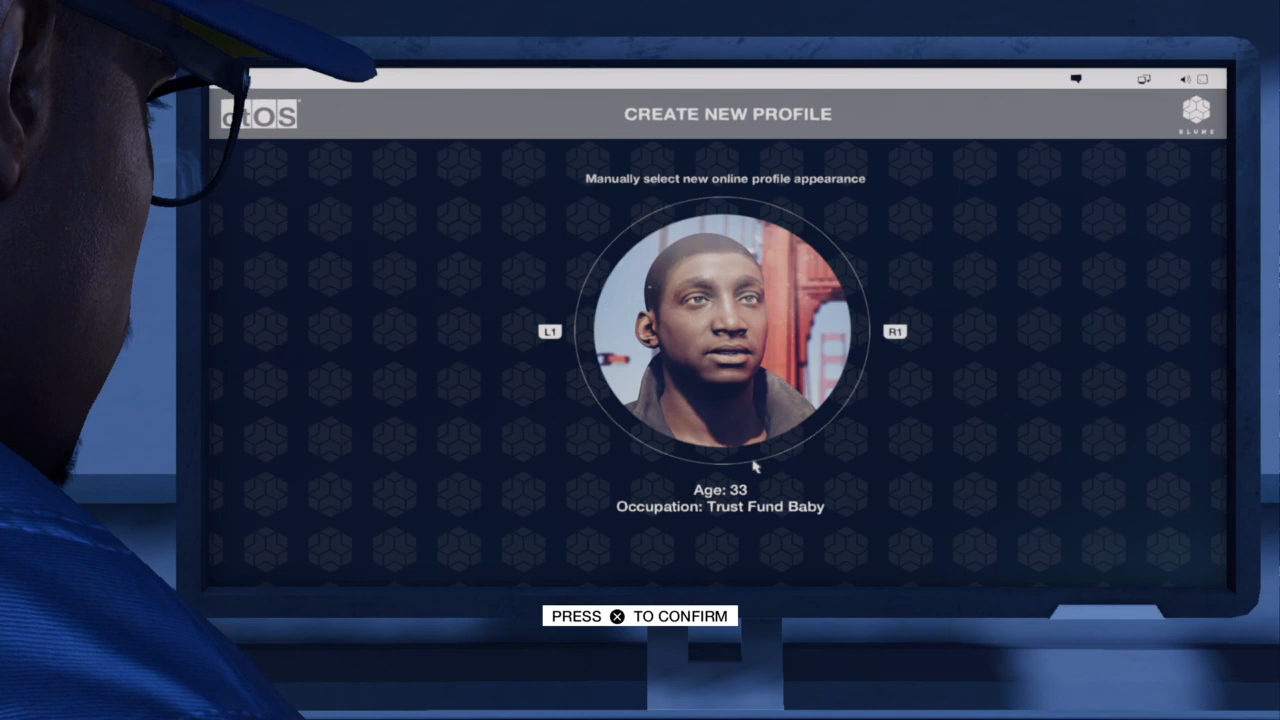 ctOS
CREATE NEW PROFILE
BLUME
Manually select new online profile appearance
L1
R1
Age: 33
Occupation: Trust Fund Baby
PRESS ⓧ TO CONFIRM